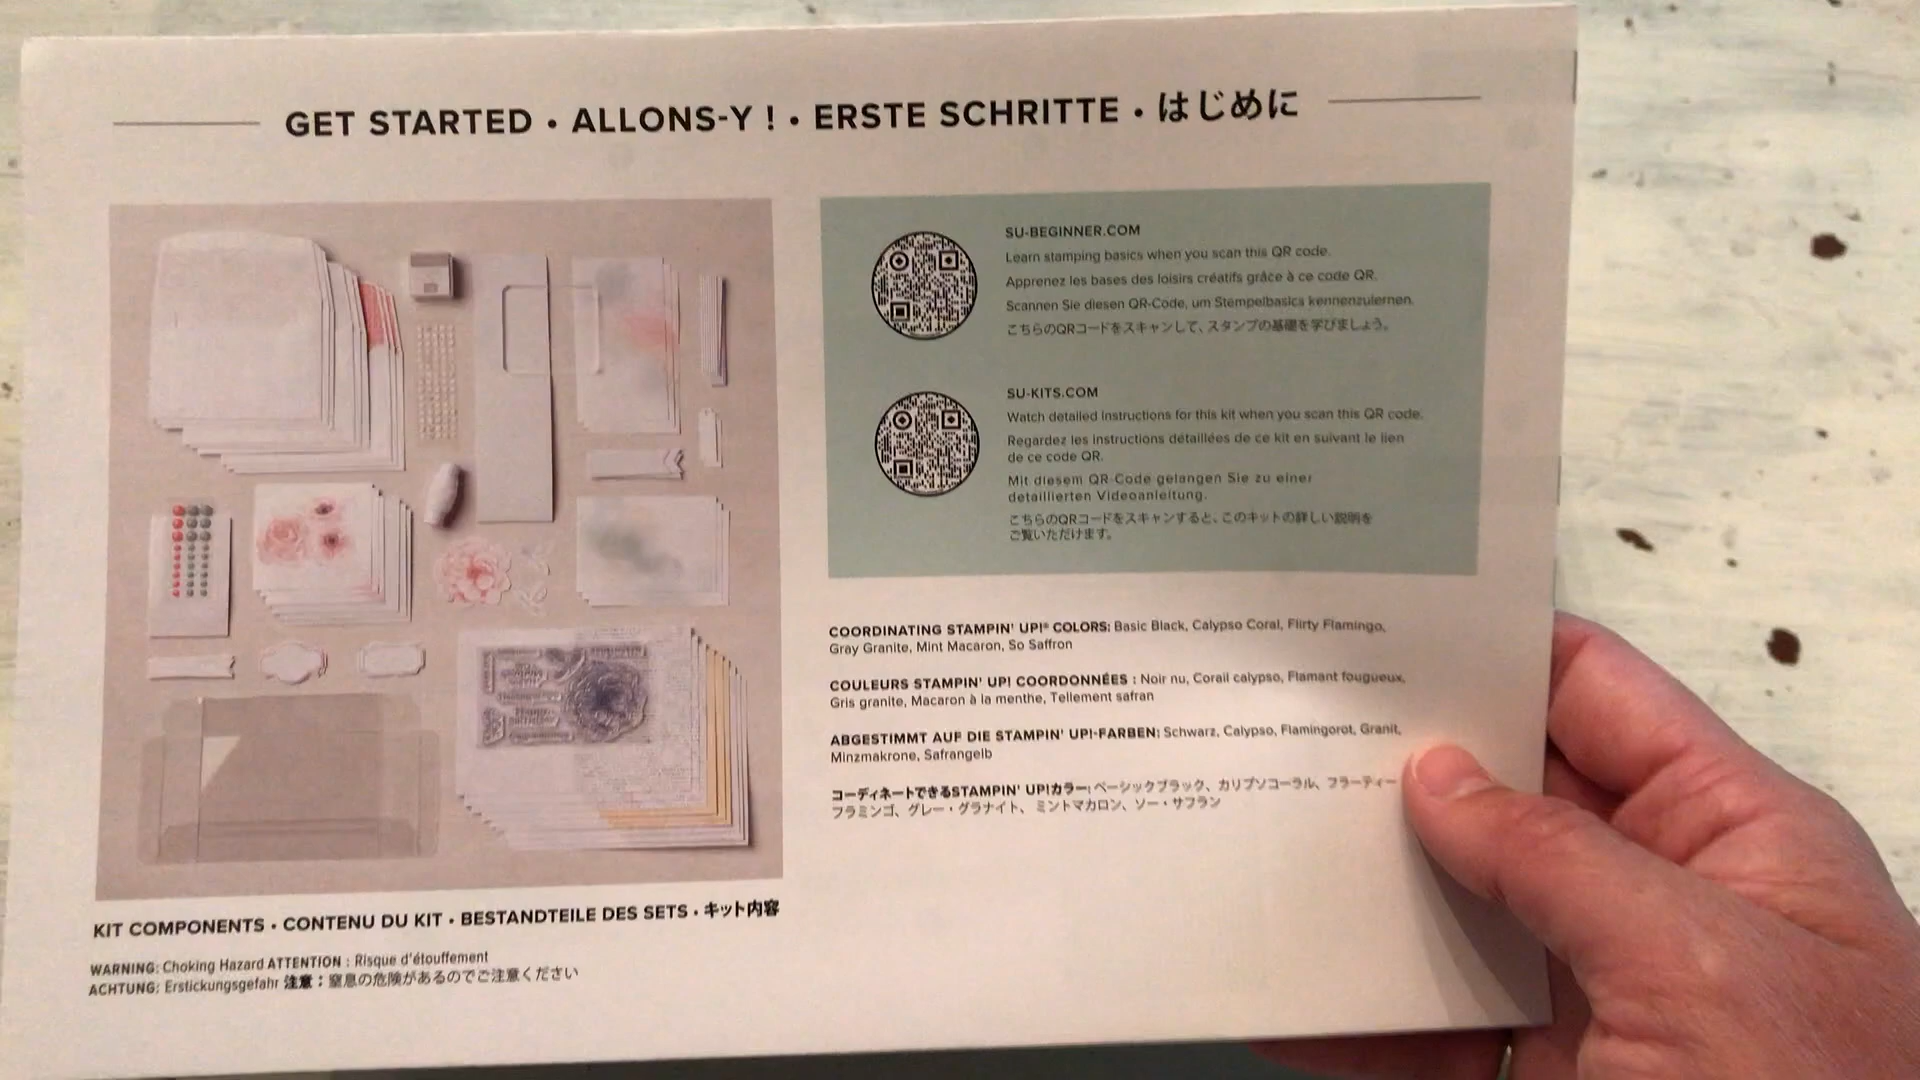 GET STARTED • ALLONS-Y ! • ERSTE SCHRITTE • はじめに
SU-BEGINNER.COM
Learn stamping basics when you scan this QR code.
Apprenez les bases des loisirs créatifs grâce à ce code QR.
Scannen Sie diesen QR-Code, um Stempelbasics kennenzulernen.
こちらのQRコードをスキャンして、スタンプの基礎を学びましょう。
SU-KITS.COM
Watch detailed instructions for this kit when you scan this QR code.
Regardez les instructions détaillées de ce kit en suivant le lien
de ce code QR.
Mit diesem QR-Code gelangen Sie zu einer
detaillierten Videoanleitung.
こちらのQRコードをスキャンすると、このキットの詳しい説明を
ご覧いただけます。
COORDINATING STAMPIN' UP!® COLORS: Basic Black, Calypso Coral, Flirty Flamingo,
Gray Granite, Mint Macaron, So Saffron
COULEURS STAMPIN' UP! COORDONNÉES : Noir nu, Corail calypso, Flamant fougueux,
Gris granite, Macaron à la menthe, Tellement safran
ABGESTIMMT AUF DIE STAMPIN' UP!-FARBEN: Schwarz, Calypso, Flamingorot, Granit,
Minzmakrone, Safrangelb
コーディネートできるSTAMPIN' UP!カラー: ベーシックブラック、カリプソコーラル、フラーティー
フラミンゴ、グレー・グラナイト、ミントマカロン、ソー・サフラン
KIT COMPONENTS • CONTENU DU KIT • BESTANDTEILE DES SETS • キット内容
WARNING: Choking Hazard ATTENTION : Risque d'étouffement
ACHTUNG: Erstickungsgefahr 注意：窒息の危険があるのでご注意ください